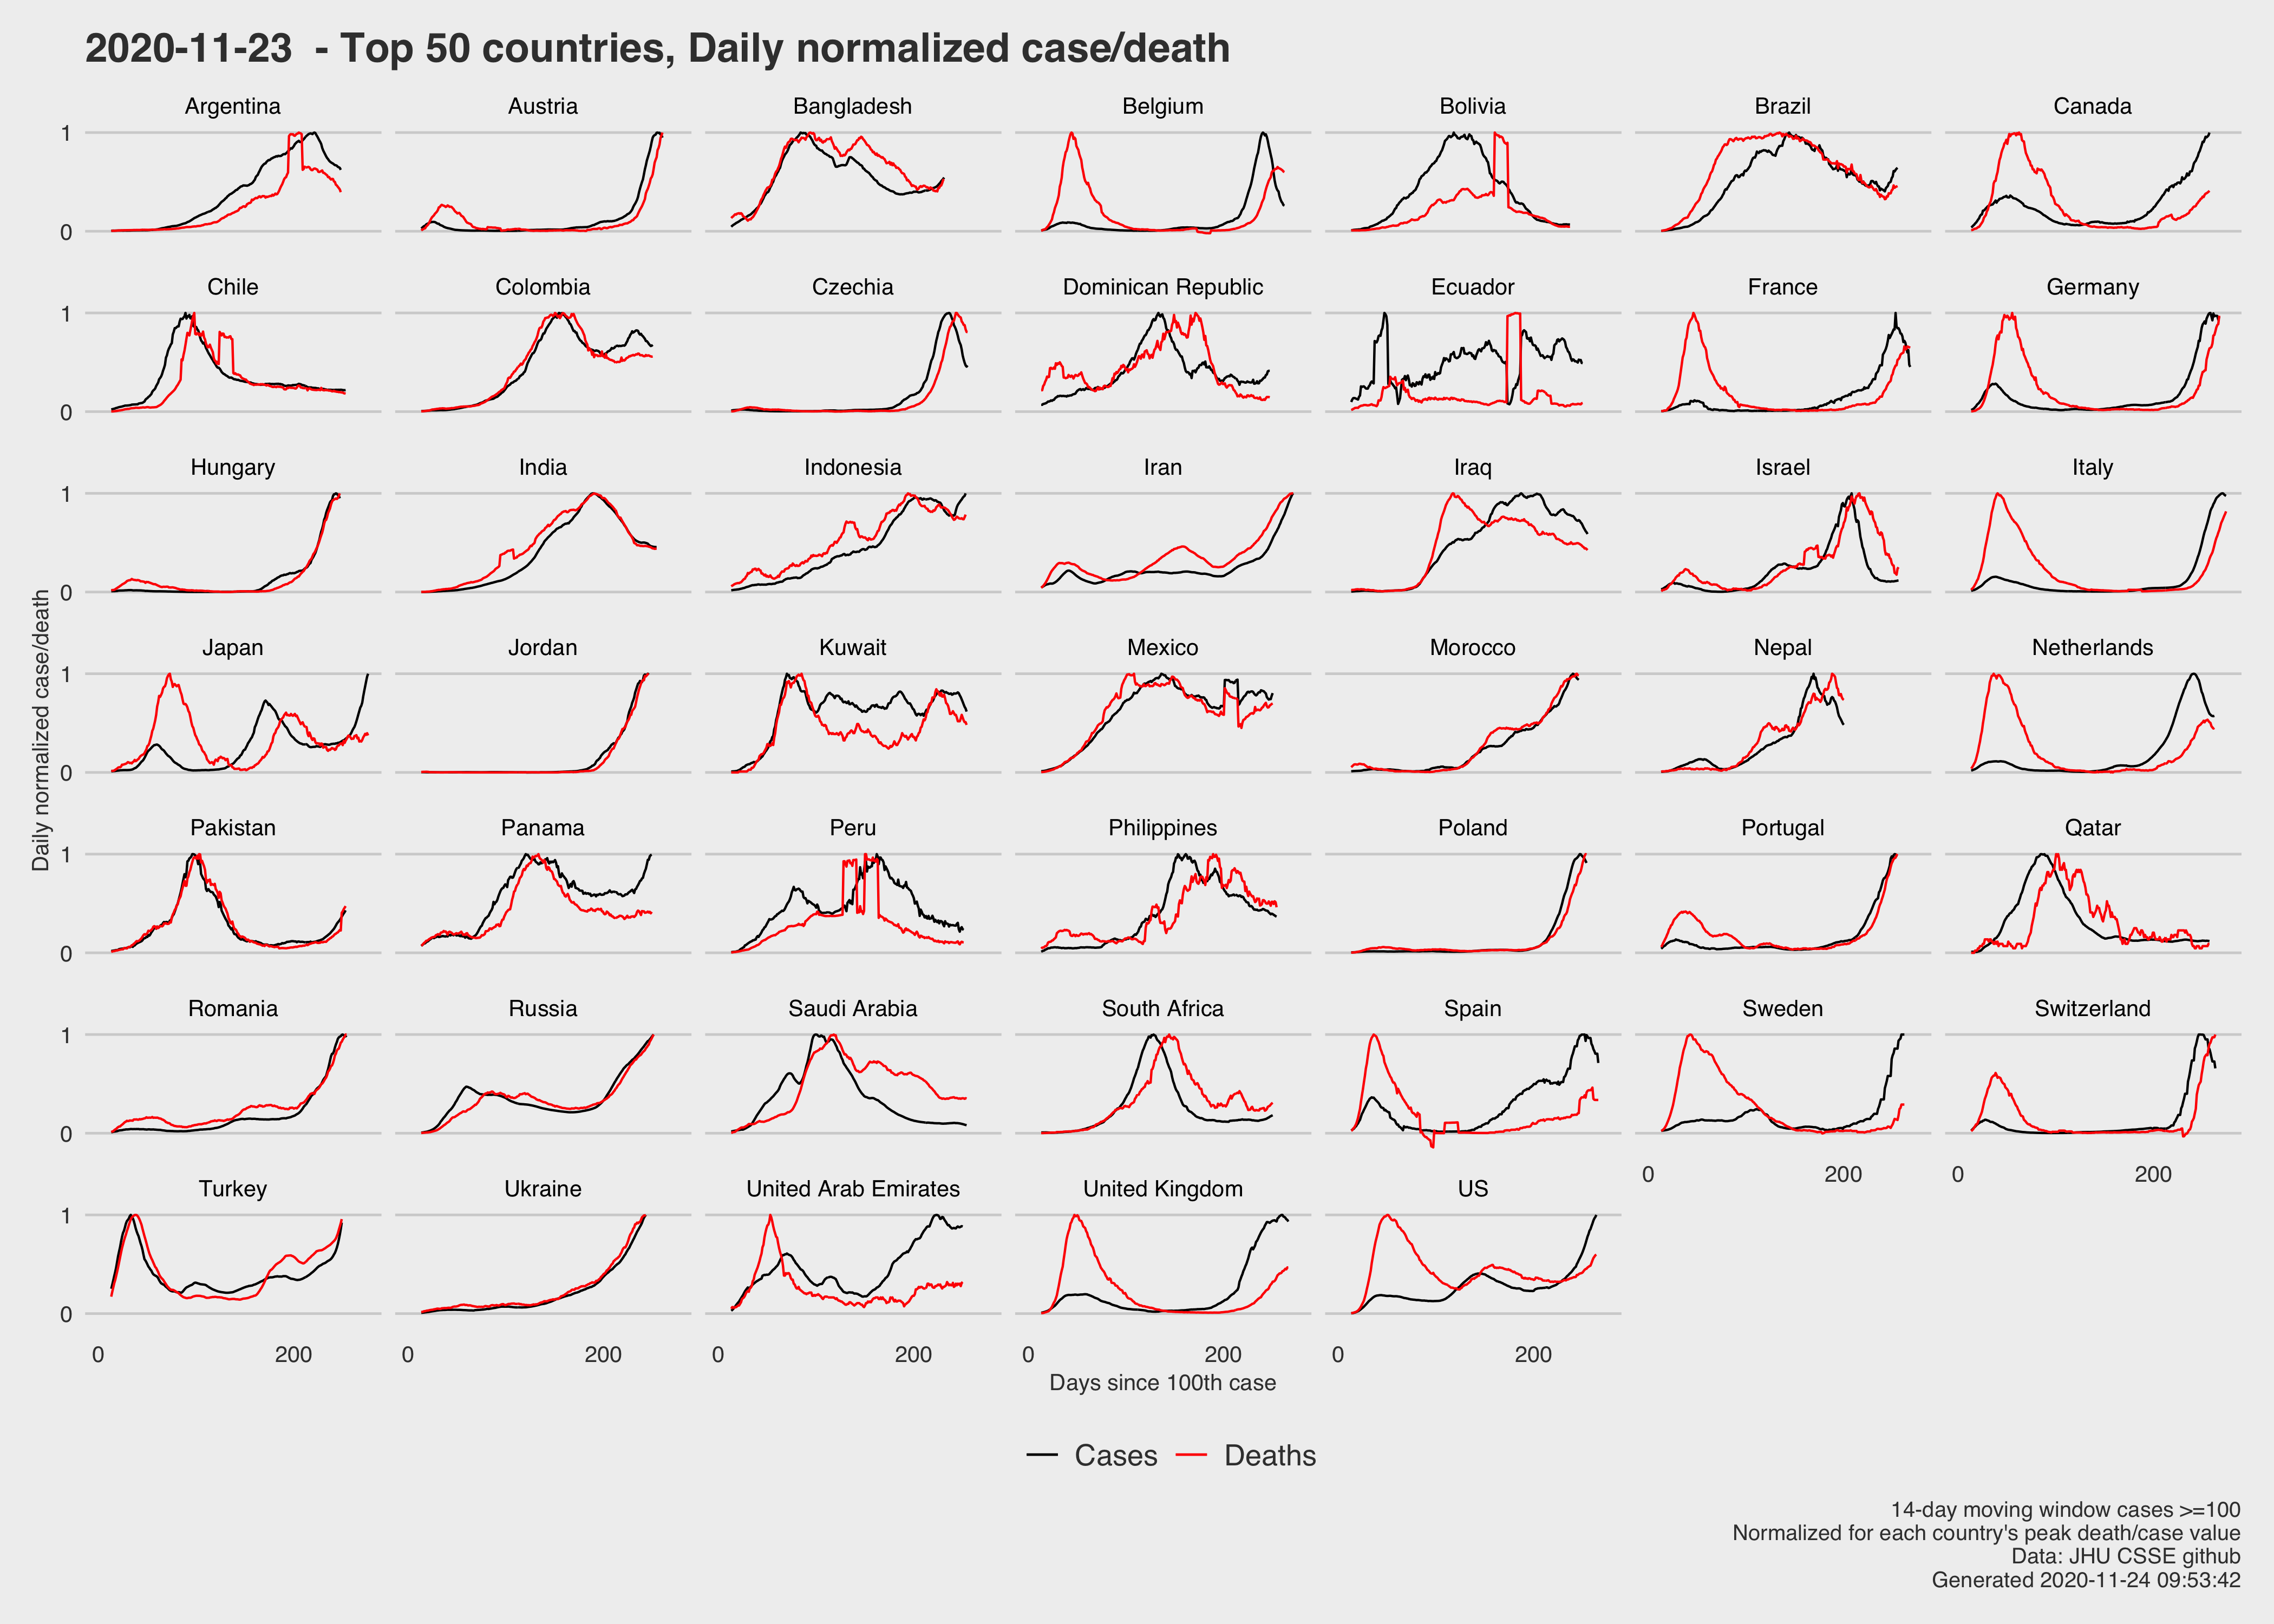 2020-11-23  - Top 50 countries, Daily normalized case/death
Argentina Austria Bangladesh Belgium Bolivia Brazil Canada
1
0
Chile Colombia Czechia Dominican Republic Ecuador France Germany
1
0
Hungary India Indonesia Iran Iraq Israel Italy
1
0
Daily normalized case/death
Japan Jordan Kuwait Mexico Morocco Nepal Netherlands
1
0
Pakistan Panama Peru Philippines Poland Portugal Qatar
1
0
Romania Russia Saudi Arabia South Africa Spain Sweden Switzerland
1
0
0 200 0 200
Turkey Ukraine United Arab Emirates United Kingdom US
1
0
0 200 0 200 0 200 0 200 0 200
Days since 100th case
Cases Deaths
14-day moving window cases >=100
Normalized for each country's peak death/case value
Data: JHU CSSE github
Generated 2020-11-24 09:53:42